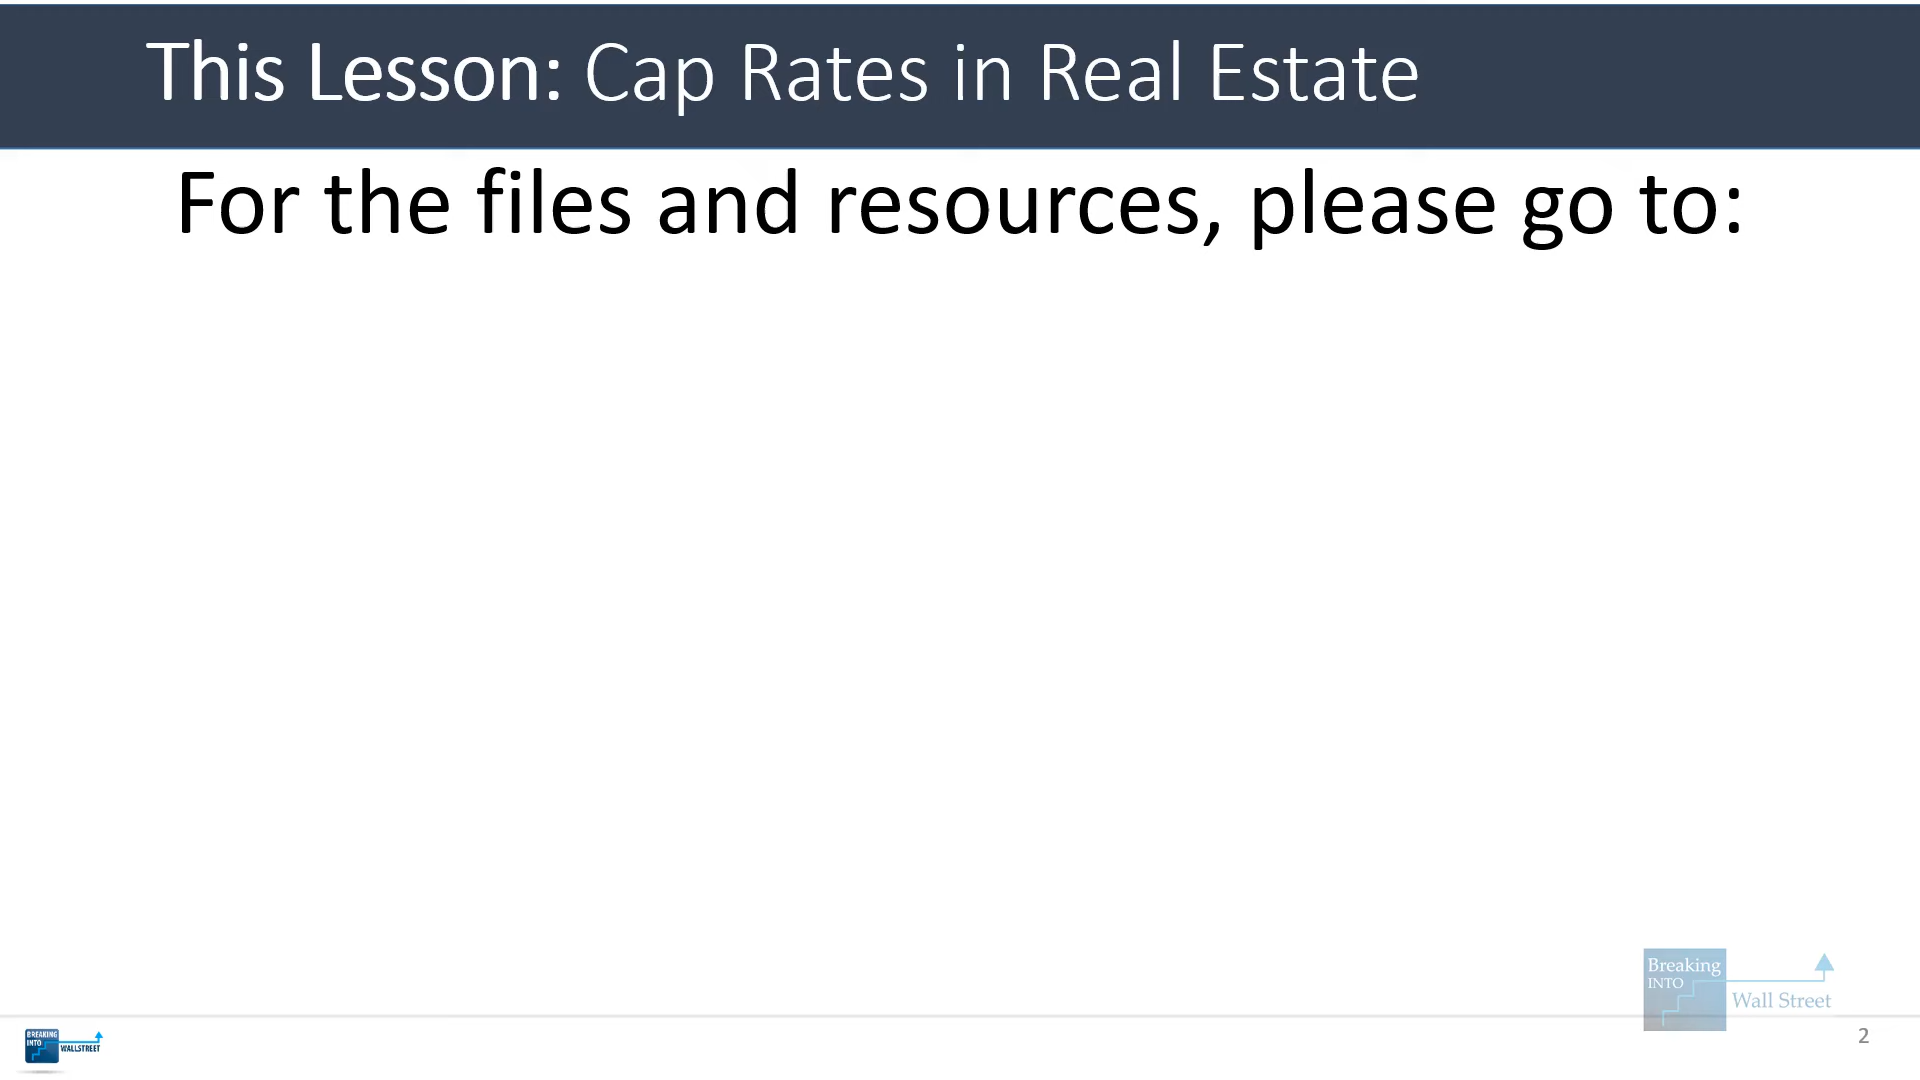 This Lesson: Cap Rates in Real Estate
For the files and resources, please go to:
Breaking
INTO
Wall Street
BREAKING
INTO
WALLSTREET
2